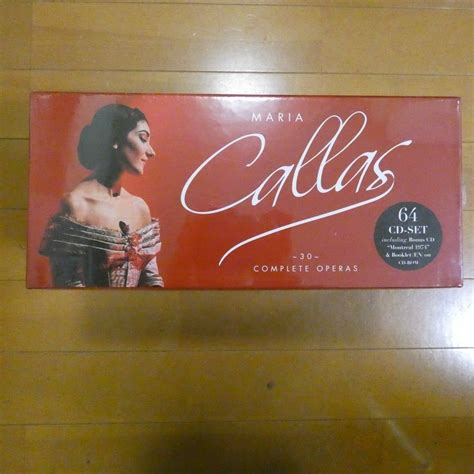 MARIA
Callas
~30~
COMPLETE OPERAS
64
CD-SET
including Bonus CD
"Montreal 1974"
& Booklet/EN on
CD-ROM